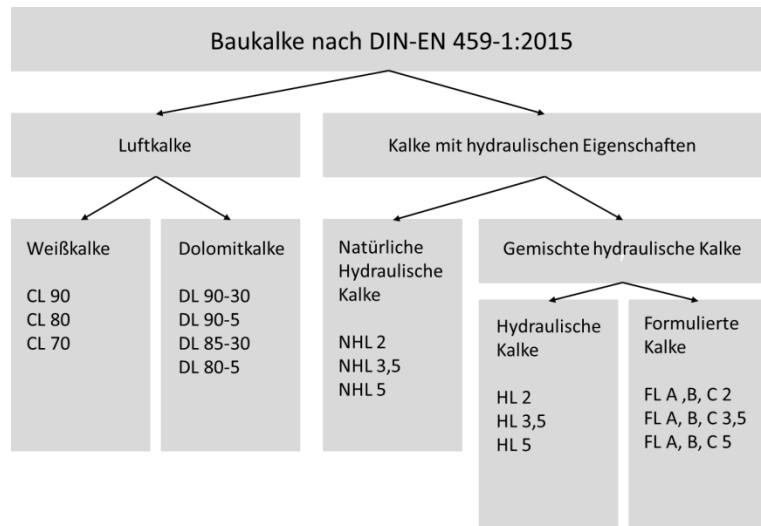 Baukalke nach DIN-EN 459-1:2015
Luftkalke
Kalke mit hydraulischen Eigenschaften
Weißkalke
CL 90
CL 80
CL 70
Dolomitkalke
DL 90-30
DL 90-5
DL 85-30
DL 80-5
Natürliche
Hydraulische
Kalke
NHL 2
NHL 3,5
NHL 5
Gemischte hydraulische Kalke
Hydraulische
Kalke
HL 2
HL 3,5
HL 5
Formulierte
Kalke
FL A ,B, C 2
FL A, B, C 3,5
FL A, B, C 5